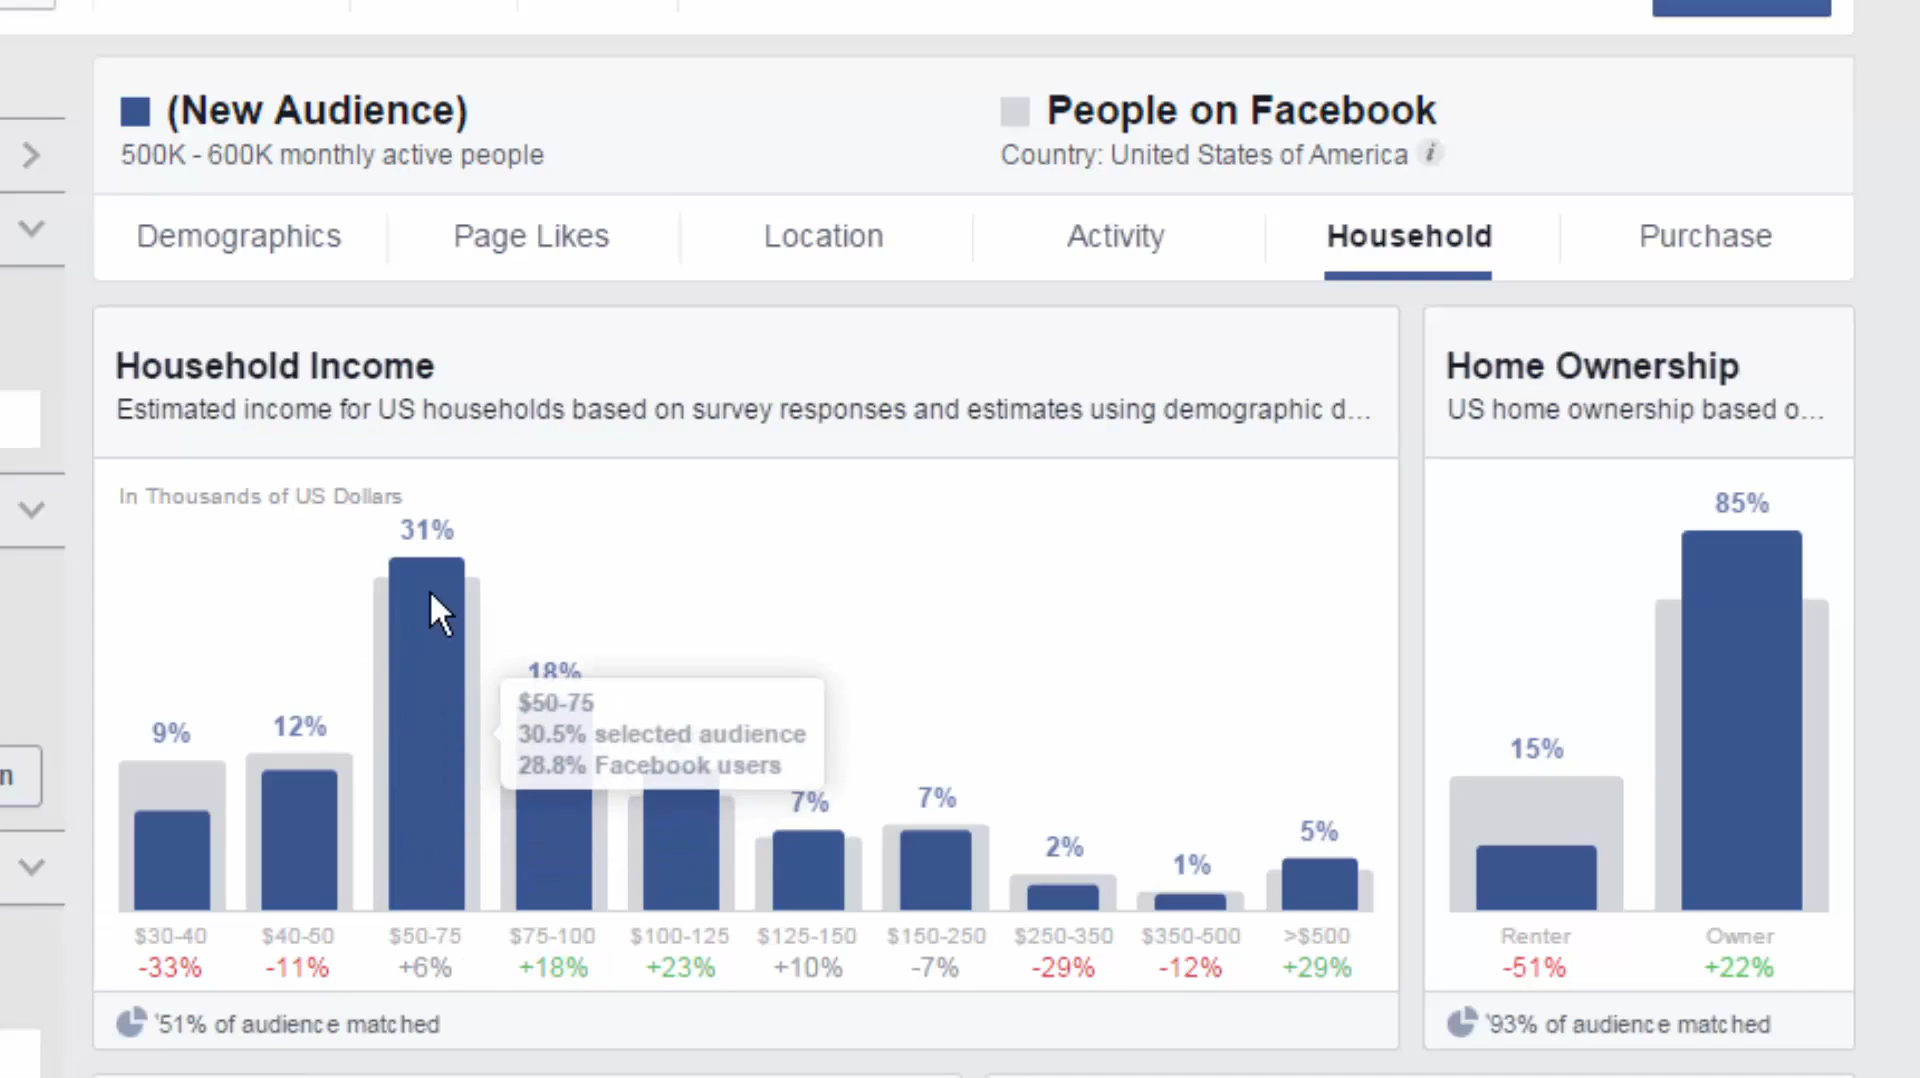 (New Audience)
500K - 600K monthly active people
People on Facebook
Country: United States of America i
Demographics
Page Likes
Location
Activity
Household
Purchase
Household Income
Estimated income for US households based on survey responses and estimates using demographic d...
In Thousands of US Dollars
9%
12%
31%
18%
7%
7%
2%
1%
5%
$50-75
30.5% selected audience
28.8% Facebook users
$30-40 $40-50 $50-75 $75-100 $100-125 $125-150 $150-250 $250-350 $350-500 >$500
-33% -11% +6% +18% +23% +10% -7% -29% -12% +29%
'51% of audience matched
Home Ownership
US home ownership based o...
15%
85%
Renter Owner
-51% +22%
'93% of audience matched
n